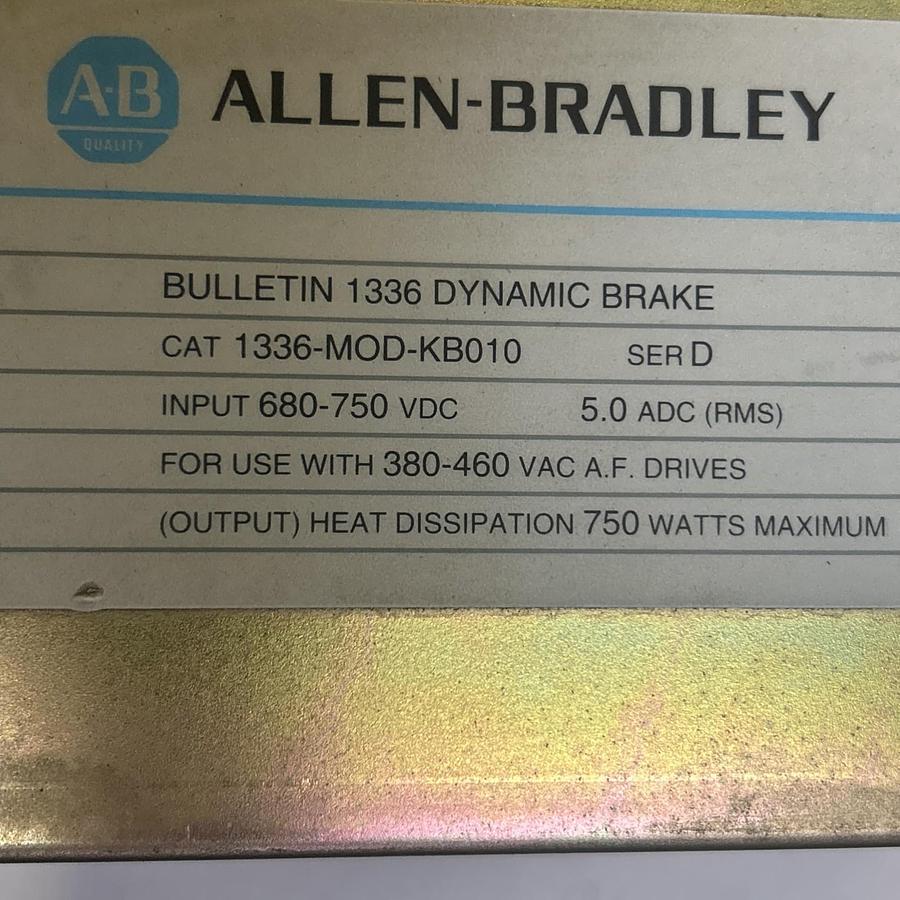 A·B
QUALITY
ALLEN-BRADLEY
BULLETIN 1336 DYNAMIC BRAKE
CAT 1336-MOD-KB010 SER D
INPUT 680-750 VDC 5.0 ADC (RMS)
FOR USE WITH 380-460 VAC A.F. DRIVES
(OUTPUT) HEAT DISSIPATION 750 WATTS MAXIMUM